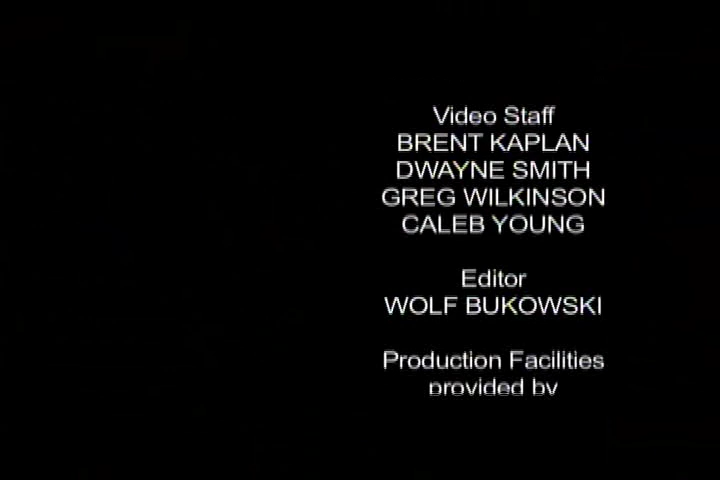 Video Staff
BRENT KAPLAN
DWAYNE SMITH
GREG WILKINSON
CALEB YOUNG
Editor
WOLF BUKOWSKI
Production Facilities
provided by